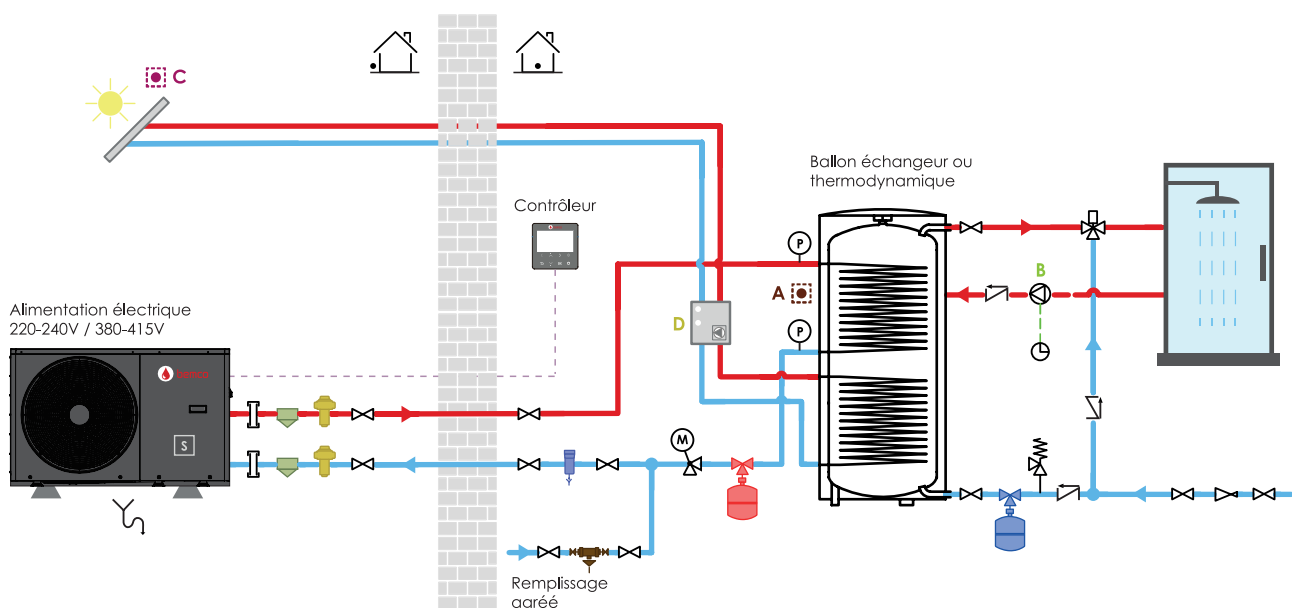 C
Ballon échangeur ou
thermodynamique
Contrôleur
P
B
A
Alimentation électrique
220-240V / 380-415V
D
P
S
M
Remplissage
agréé